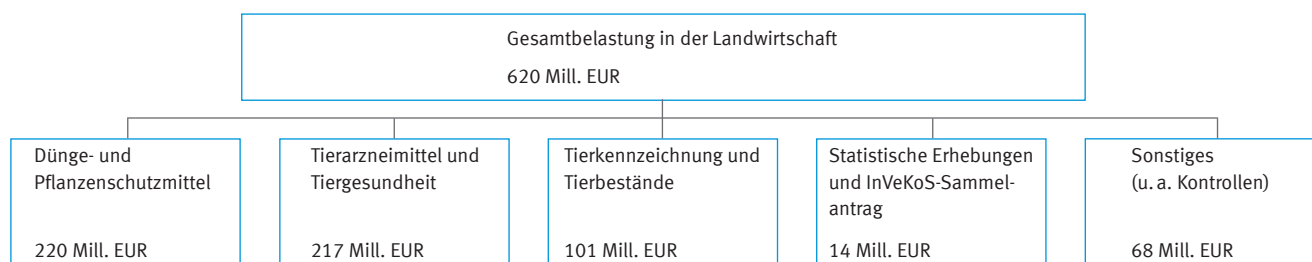 Gesamtbelastung in der Landwirtschaft
620 Mill. EUR
Dünge- und
Pflanzenschutzmittel
220 Mill. EUR
Tierarzneimittel und
Tiergesundheit
217 Mill. EUR
Tierkennzeichnung und
Tierbestände
101 Mill. EUR
Statistische Erhebungen
und InVeKoS-Sammel-
antrag
14 Mill. EUR
Sonstiges
(u. a. Kontrollen)
68 Mill. EUR